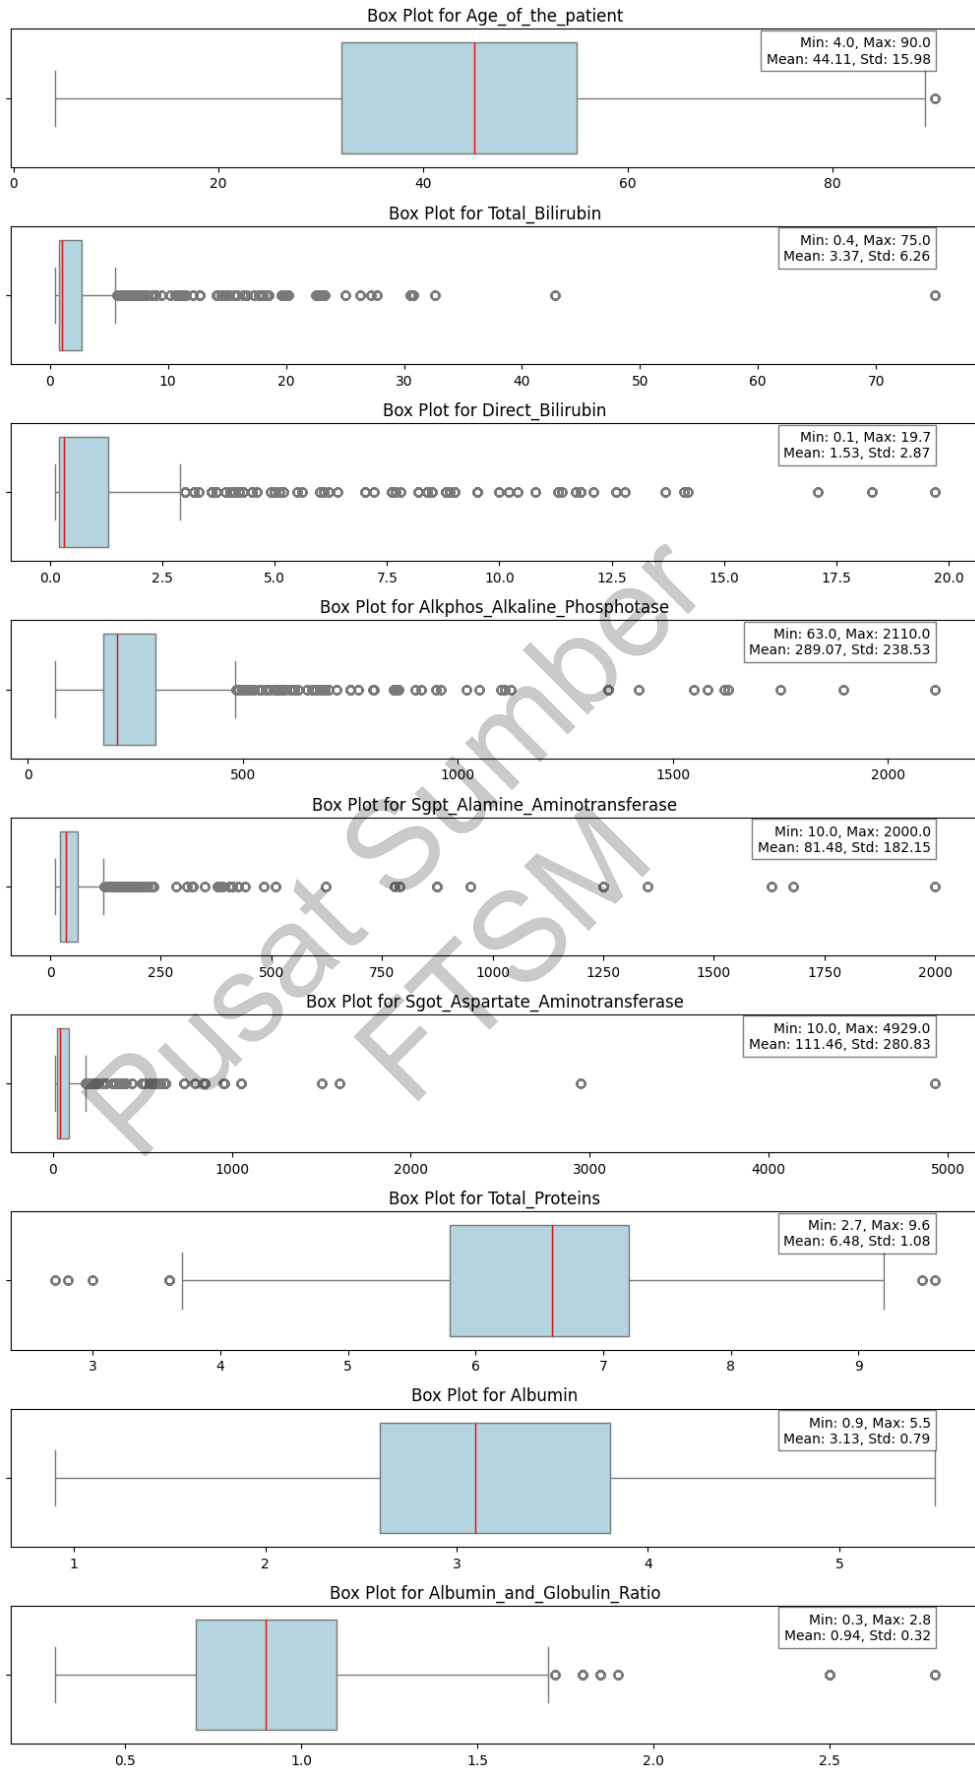 Box Plot for Age_of_the_patient
Min: 4.0, Max: 90.0
Mean: 44.11, Std: 15.98
0 20 40 60 80
Box Plot for Total_Bilirubin
Min: 0.4, Max: 75.0
Mean: 3.37, Std: 6.26
0 10 20 30 40 50 60 70
Box Plot for Direct_Bilirubin
Min: 0.1, Max: 19.7
Mean: 1.53, Std: 2.87
0.0 2.5 5.0 7.5 10.0 12.5 15.0 17.5 20.0
Box Plot for Alkphos_Alkaline_Phosphotase
Min: 63.0, Max: 2110.0
Mean: 289.07, Std: 238.53
0 500 1000 1500 2000
Box Plot for Sgpt_Alamine_Aminotransferase
Min: 10.0, Max: 2000.0
Mean: 81.48, Std: 182.15
0 250 500 750 1000 1250 1500 1750 2000
Box Plot for Sgot_Aspartate_Aminotransferase
Min: 10.0, Max: 4929.0
Mean: 111.46, Std: 280.83
0 1000 2000 3000 4000 5000
Box Plot for Total_Proteins
Min: 2.7, Max: 9.6
Mean: 6.48, Std: 1.08
3 4 5 6 7 8 9
Box Plot for Albumin
Min: 0.9, Max: 5.5
Mean: 3.13, Std: 0.79
1 2 3 4 5
Box Plot for Albumin_and_Globulin_Ratio
Min: 0.3, Max: 2.8
Mean: 0.94, Std: 0.32
0.5 1.0 1.5 2.0 2.5
Pusat Sumber
FTSM